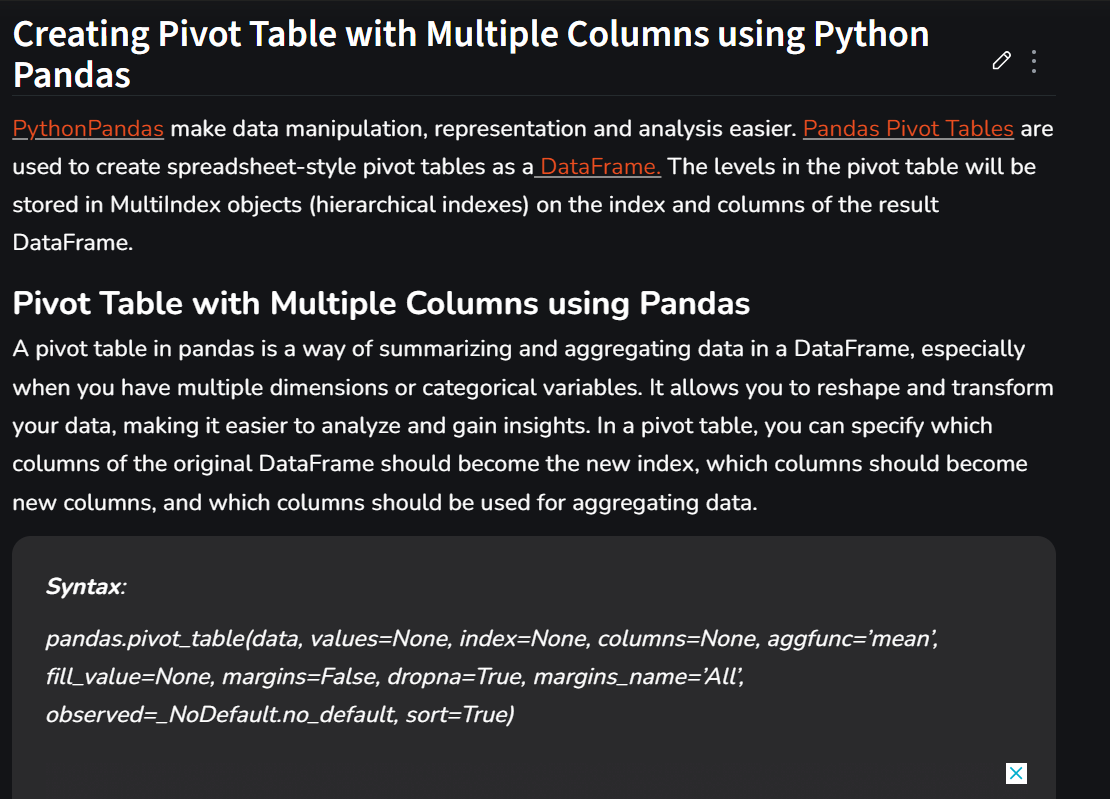 Creating Pivot Table with Multiple Columns using Python
Pandas
PythonPandas make data manipulation, representation and analysis easier. Pandas Pivot Tables are
used to create spreadsheet-style pivot tables as a DataFrame. The levels in the pivot table will be
stored in MultiIndex objects (hierarchical indexes) on the index and columns of the result
DataFrame.
Pivot Table with Multiple Columns using Pandas
A pivot table in pandas is a way of summarizing and aggregating data in a DataFrame, especially
when you have multiple dimensions or categorical variables. It allows you to reshape and transform
your data, making it easier to analyze and gain insights. In a pivot table, you can specify which
columns of the original DataFrame should become the new index, which columns should become
new columns, and which columns should be used for aggregating data.
Syntax:
pandas.pivot_table(data, values=None, index=None, columns=None, aggfunc=’mean’,
fill_value=None, margins=False, dropna=True, margins_name=’All’,
observed=_NoDefault.no_default, sort=True)